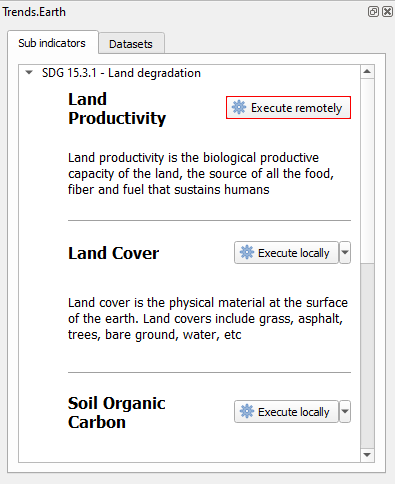 Trends.Earth
Sub indicators
Datasets
SDG 15.3.1 - Land degradation
Land
Productivity
Execute remotely
Land productivity is the biological productive
capacity of the land, the source of all the food,
fiber and fuel that sustains humans
Land Cover
Execute locally
Land cover is the physical material at the surface
of the earth. Land covers include grass, asphalt,
trees, bare ground, water, etc
Soil Organic
Carbon
Execute locally